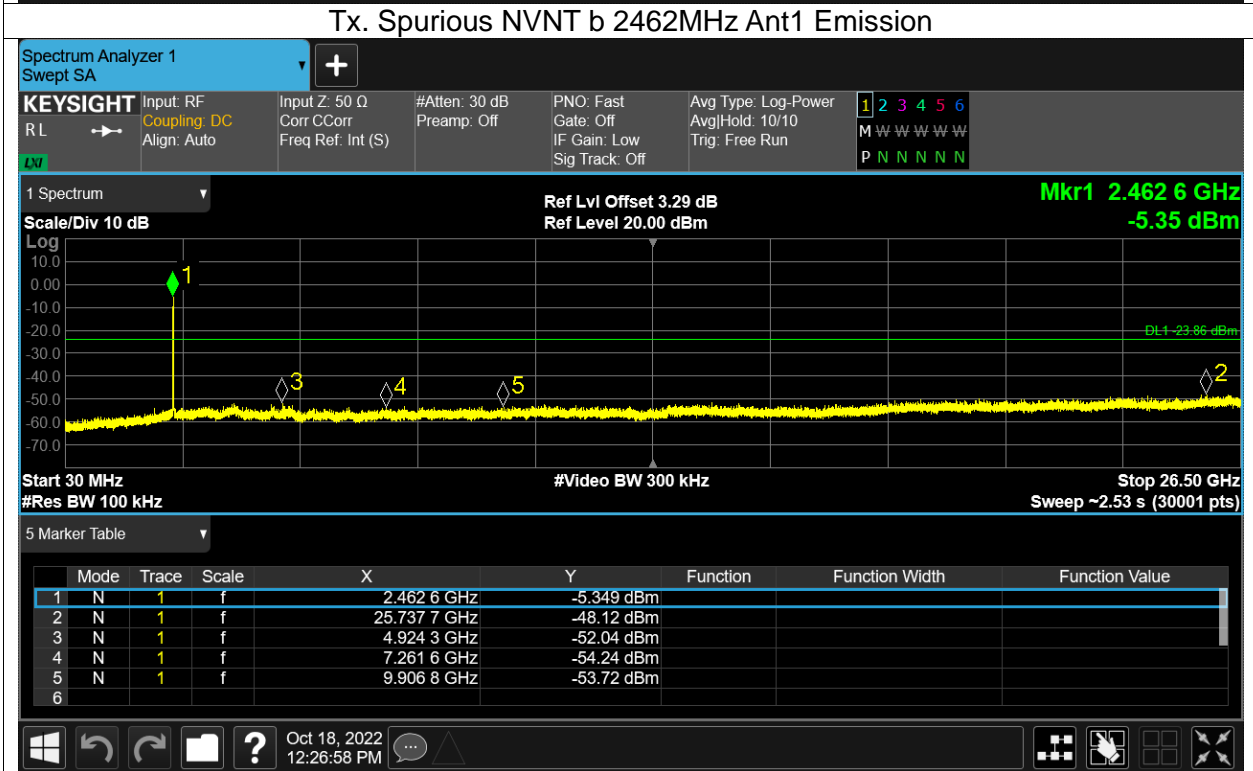 Tx. Spurious NVNT b 2462MHz Ant1 Emission
Spectrum Analyzer 1
Swept SA
+
KEYSIGHT Input: RF Input Z: 50 Ω #Atten: 30 dB PNO: Fast Avg Type: Log-Power 1 2 3 4 5 6
R L Coupling: DC Corr CCorr Preamp: Off Gate: Off Avg|Hold: 10/10 M W W W W W
Align: Auto Freq Ref: Int (S) IF Gain: Low Trig: Free Run
LXI Sig Track: Off P N N N N N
1 Spectrum Ref Lvl Offset 3.29 dB Mkr1 2.462 6 GHz
Scale/Div 10 dB Ref Level 20.00 dBm -5.35 dBm
Log
10.0
0.00 1
-10.0
-20.0 DL1 -23.86 dBm
-30.0
-40.0 3 4 5 2
-50.0
-60.0
-70.0
Start 30 MHz #Video BW 300 kHz Stop 26.50 GHz
#Res BW 100 kHz Sweep ~2.53 s (30001 pts)
5 Marker Table
Mode Trace Scale X Y Function Function Width Function Value
1 N 1 f 2.462 6 GHz -5.349 dBm
2 N 1 f 25.737 7 GHz -48.12 dBm
3 N 1 f 4.924 3 GHz -52.04 dBm
4 N 1 f 7.261 6 GHz -54.24 dBm
5 N 1 f 9.906 8 GHz -53.72 dBm
6
? Oct 18, 2022
12:26:58 PM